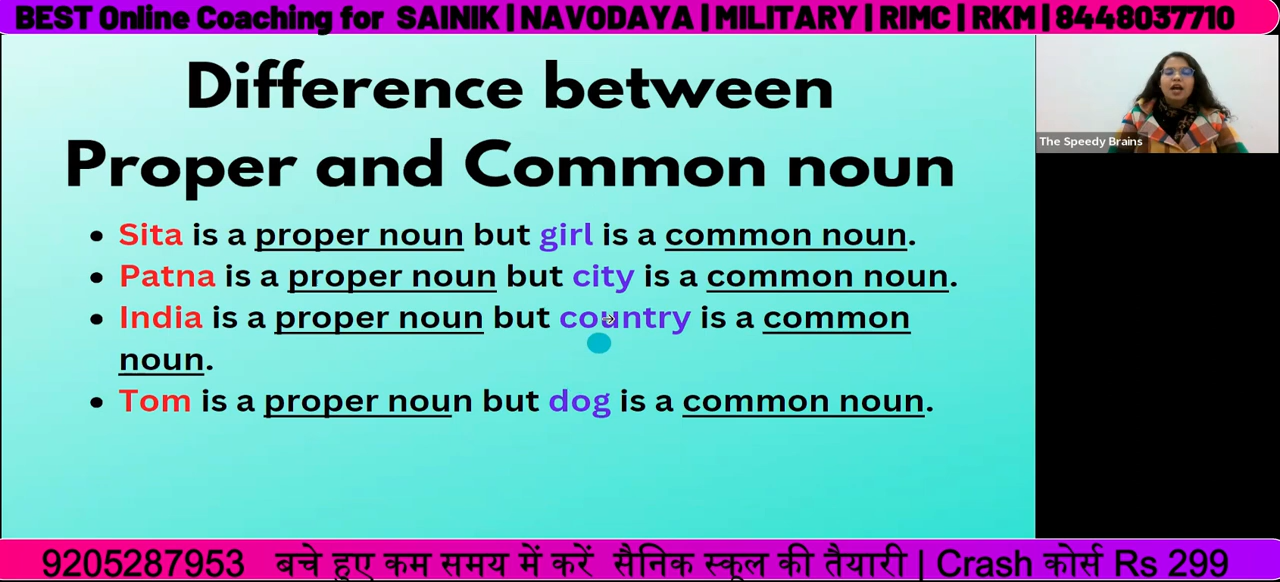 BEST Online Coaching for SAINIK | NAVODAYA | MILITARY | RIMC | RKM | 8448037710
Difference between
Proper and Common noun
• Sita is a proper noun but girl is a common noun.
• Patna is a proper noun but city is a common noun.
• India is a proper noun but country is a common
noun.
• Tom is a proper noun but dog is a common noun.
The Speedy Brains
9205287953 बचे हुए कम समय में करें सैनिक स्कूल की तैयारी | Crash कोर्स Rs 299